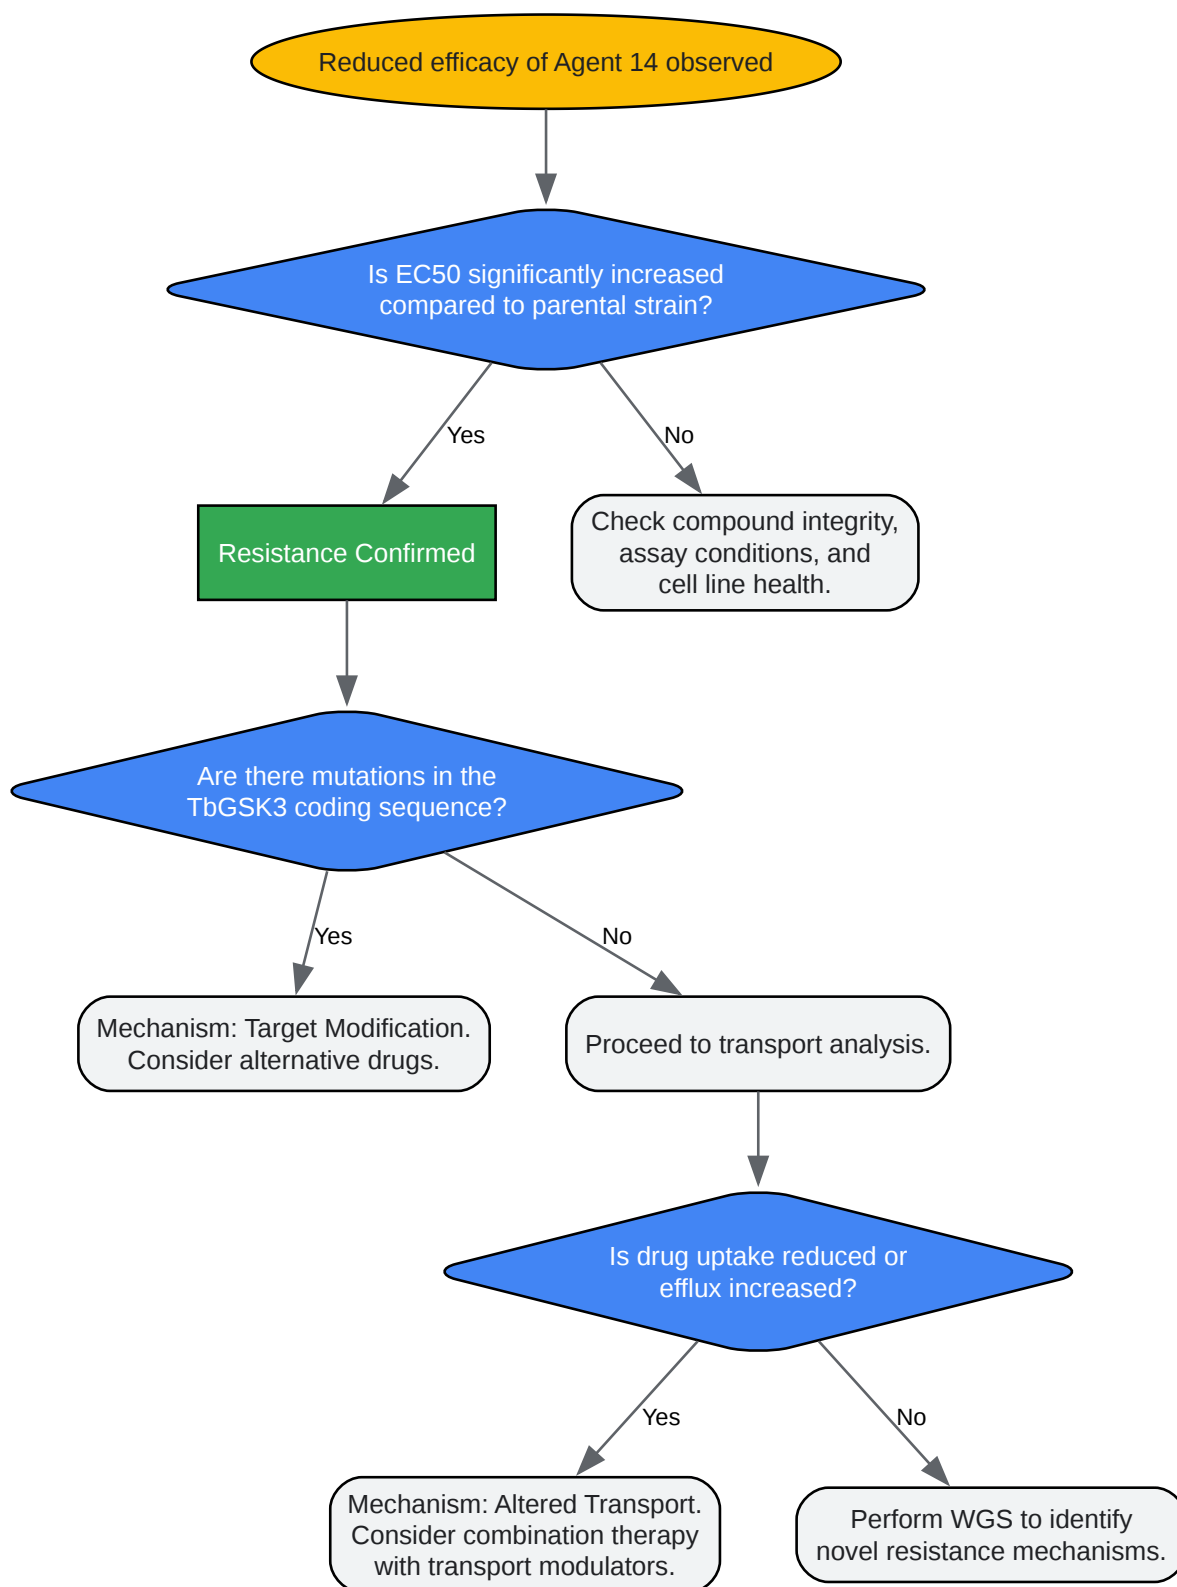 Reduced efficacy of Agent 14 observed
Is EC50 significantly increased
compared to parental strain?
Yes
No
Resistance Confirmed
Check compound integrity,
assay conditions, and
cell line health.
Are there mutations in the
TbGSK3 coding sequence?
Yes
No
Mechanism: Target Modification.
Consider alternative drugs.
Proceed to transport analysis.
Is drug uptake reduced or
efflux increased?
Yes
No
Mechanism: Altered Transport.
Consider combination therapy
with transport modulators.
Perform WGS to identify
novel resistance mechanisms.